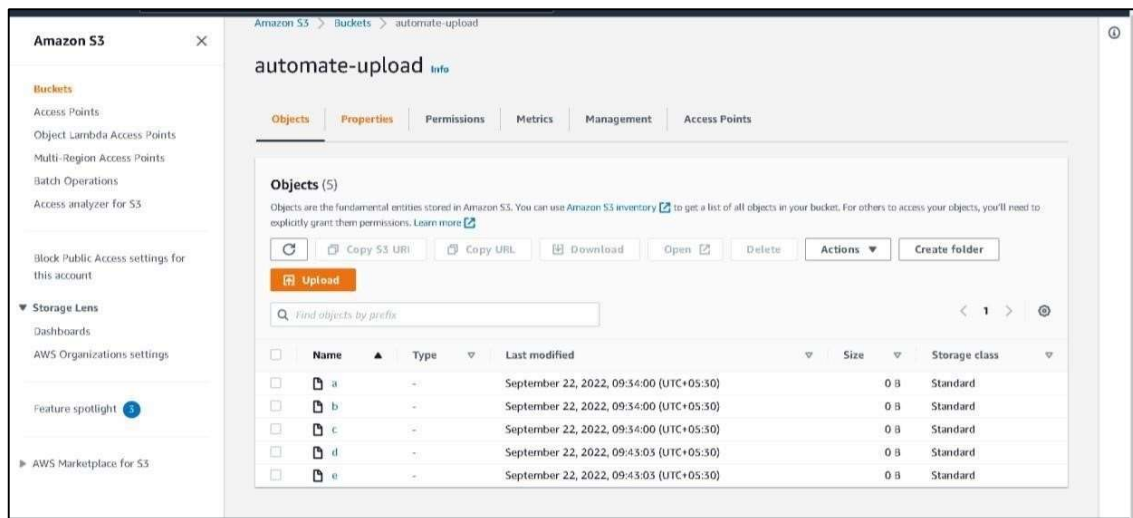 Amazon S3
Buckets
Access Points
Object Lambda Access Points
Multi-Region Access Points
Batch Operations
Access analyzer for S3
Block Public Access settings for
this account
Storage Lens
Dashboards
AWS Organizations settings
Feature spotlight 3
AWS Marketplace for S3
Amazon S3 > Buckets > automate-upload
automate-upload Info
Objects Properties Permissions Metrics Management Access Points
Objects (5)
Objects are the fundamental entities stored in Amazon S3. You can use Amazon S3 inventory to get a list of all objects in your bucket. For others to access your objects, you'll need to
explicitly grant them permissions. Learn more
Copy S3 URI Copy URL Download Open Delete Actions Create folder
Upload
Find objects by prefix
1
Name Type Last modified Size Storage class
a - September 22, 2022, 09:34:00 (UTC+05:30) 0 B Standard
b - September 22, 2022, 09:34:00 (UTC+05:30) 0 B Standard
c - September 22, 2022, 09:34:00 (UTC+05:30) 0 B Standard
d - September 22, 2022, 09:43:03 (UTC+05:30) 0 B Standard
e - September 22, 2022, 09:43:03 (UTC+05:30) 0 B Standard